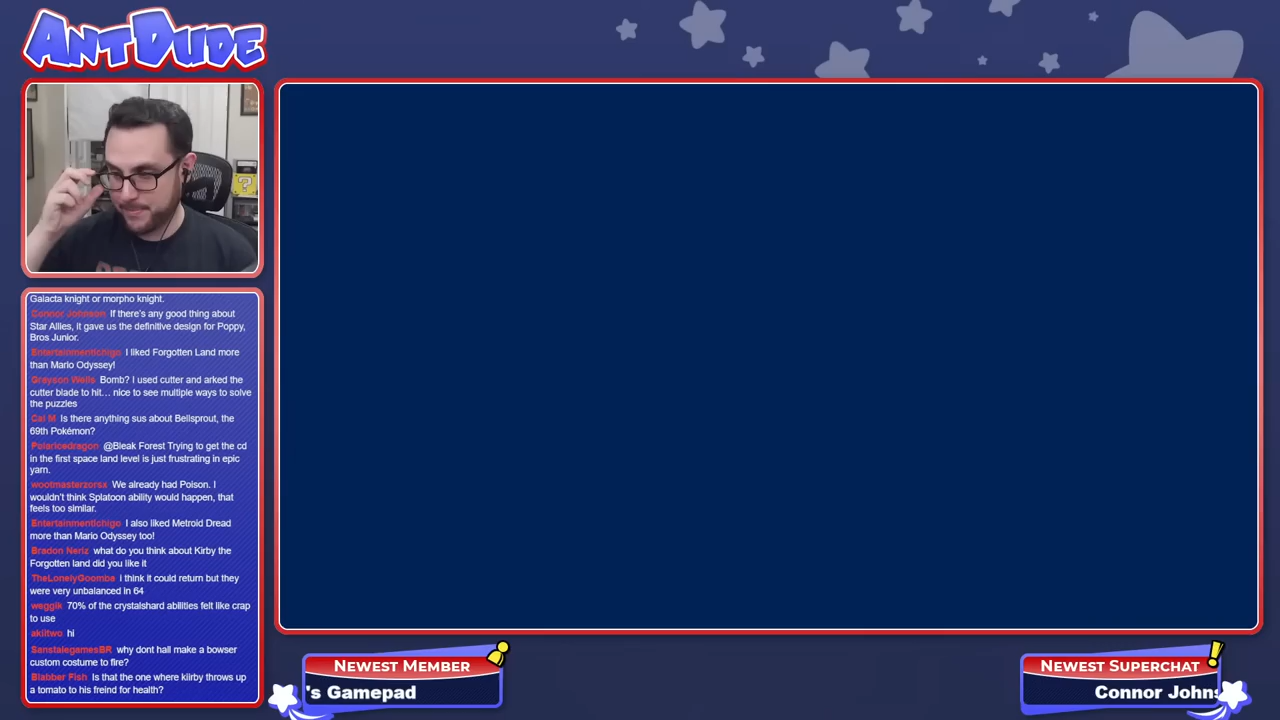 ANTDUDE
Galacta knight or morpho knight.
Connor Johnson If there's any good thing about
Star Allies, it gave us the definitive design for Poppy,
Bros Junior.
Entertainmentichigo I liked Forgotten Land more
than Mario Odyssey!
Greyson Wells Bomb? I used cutter and arked the
cutter blade to hit… nice to see multiple ways to solve
the puzzles
Cal M Is there anything sus about Bellsprout, the
69th Pokémon?
Polaricedragon @Bleak Forest Trying to get the cd
in the first space land level is just frustrating in epic
yarn.
wootmasterzorsx We already had Poison. I
wouldn't think Splatoon ability would happen, that
feels too similar.
Entertainmentichigo I also liked Metroid Dread
more than Mario Odyssey too!
Bradon Neriz what do you think about Kirby the
Forgotten land did you like it
TheLonelyGoomba i think it could return but they
were very unbalanced in 64
weggik 70% of the crystalshard abilities felt like crap
to use
akiitwo hi
SanstalegamesBR why dont hall make a bowser
custom costume to fire?
Blabber Fish Is that the one where kiirby throws up
a tomato to his freind for health?
NEWEST MEMBER
's Gamepad
NEWEST SUPERCHAT
Connor Johns